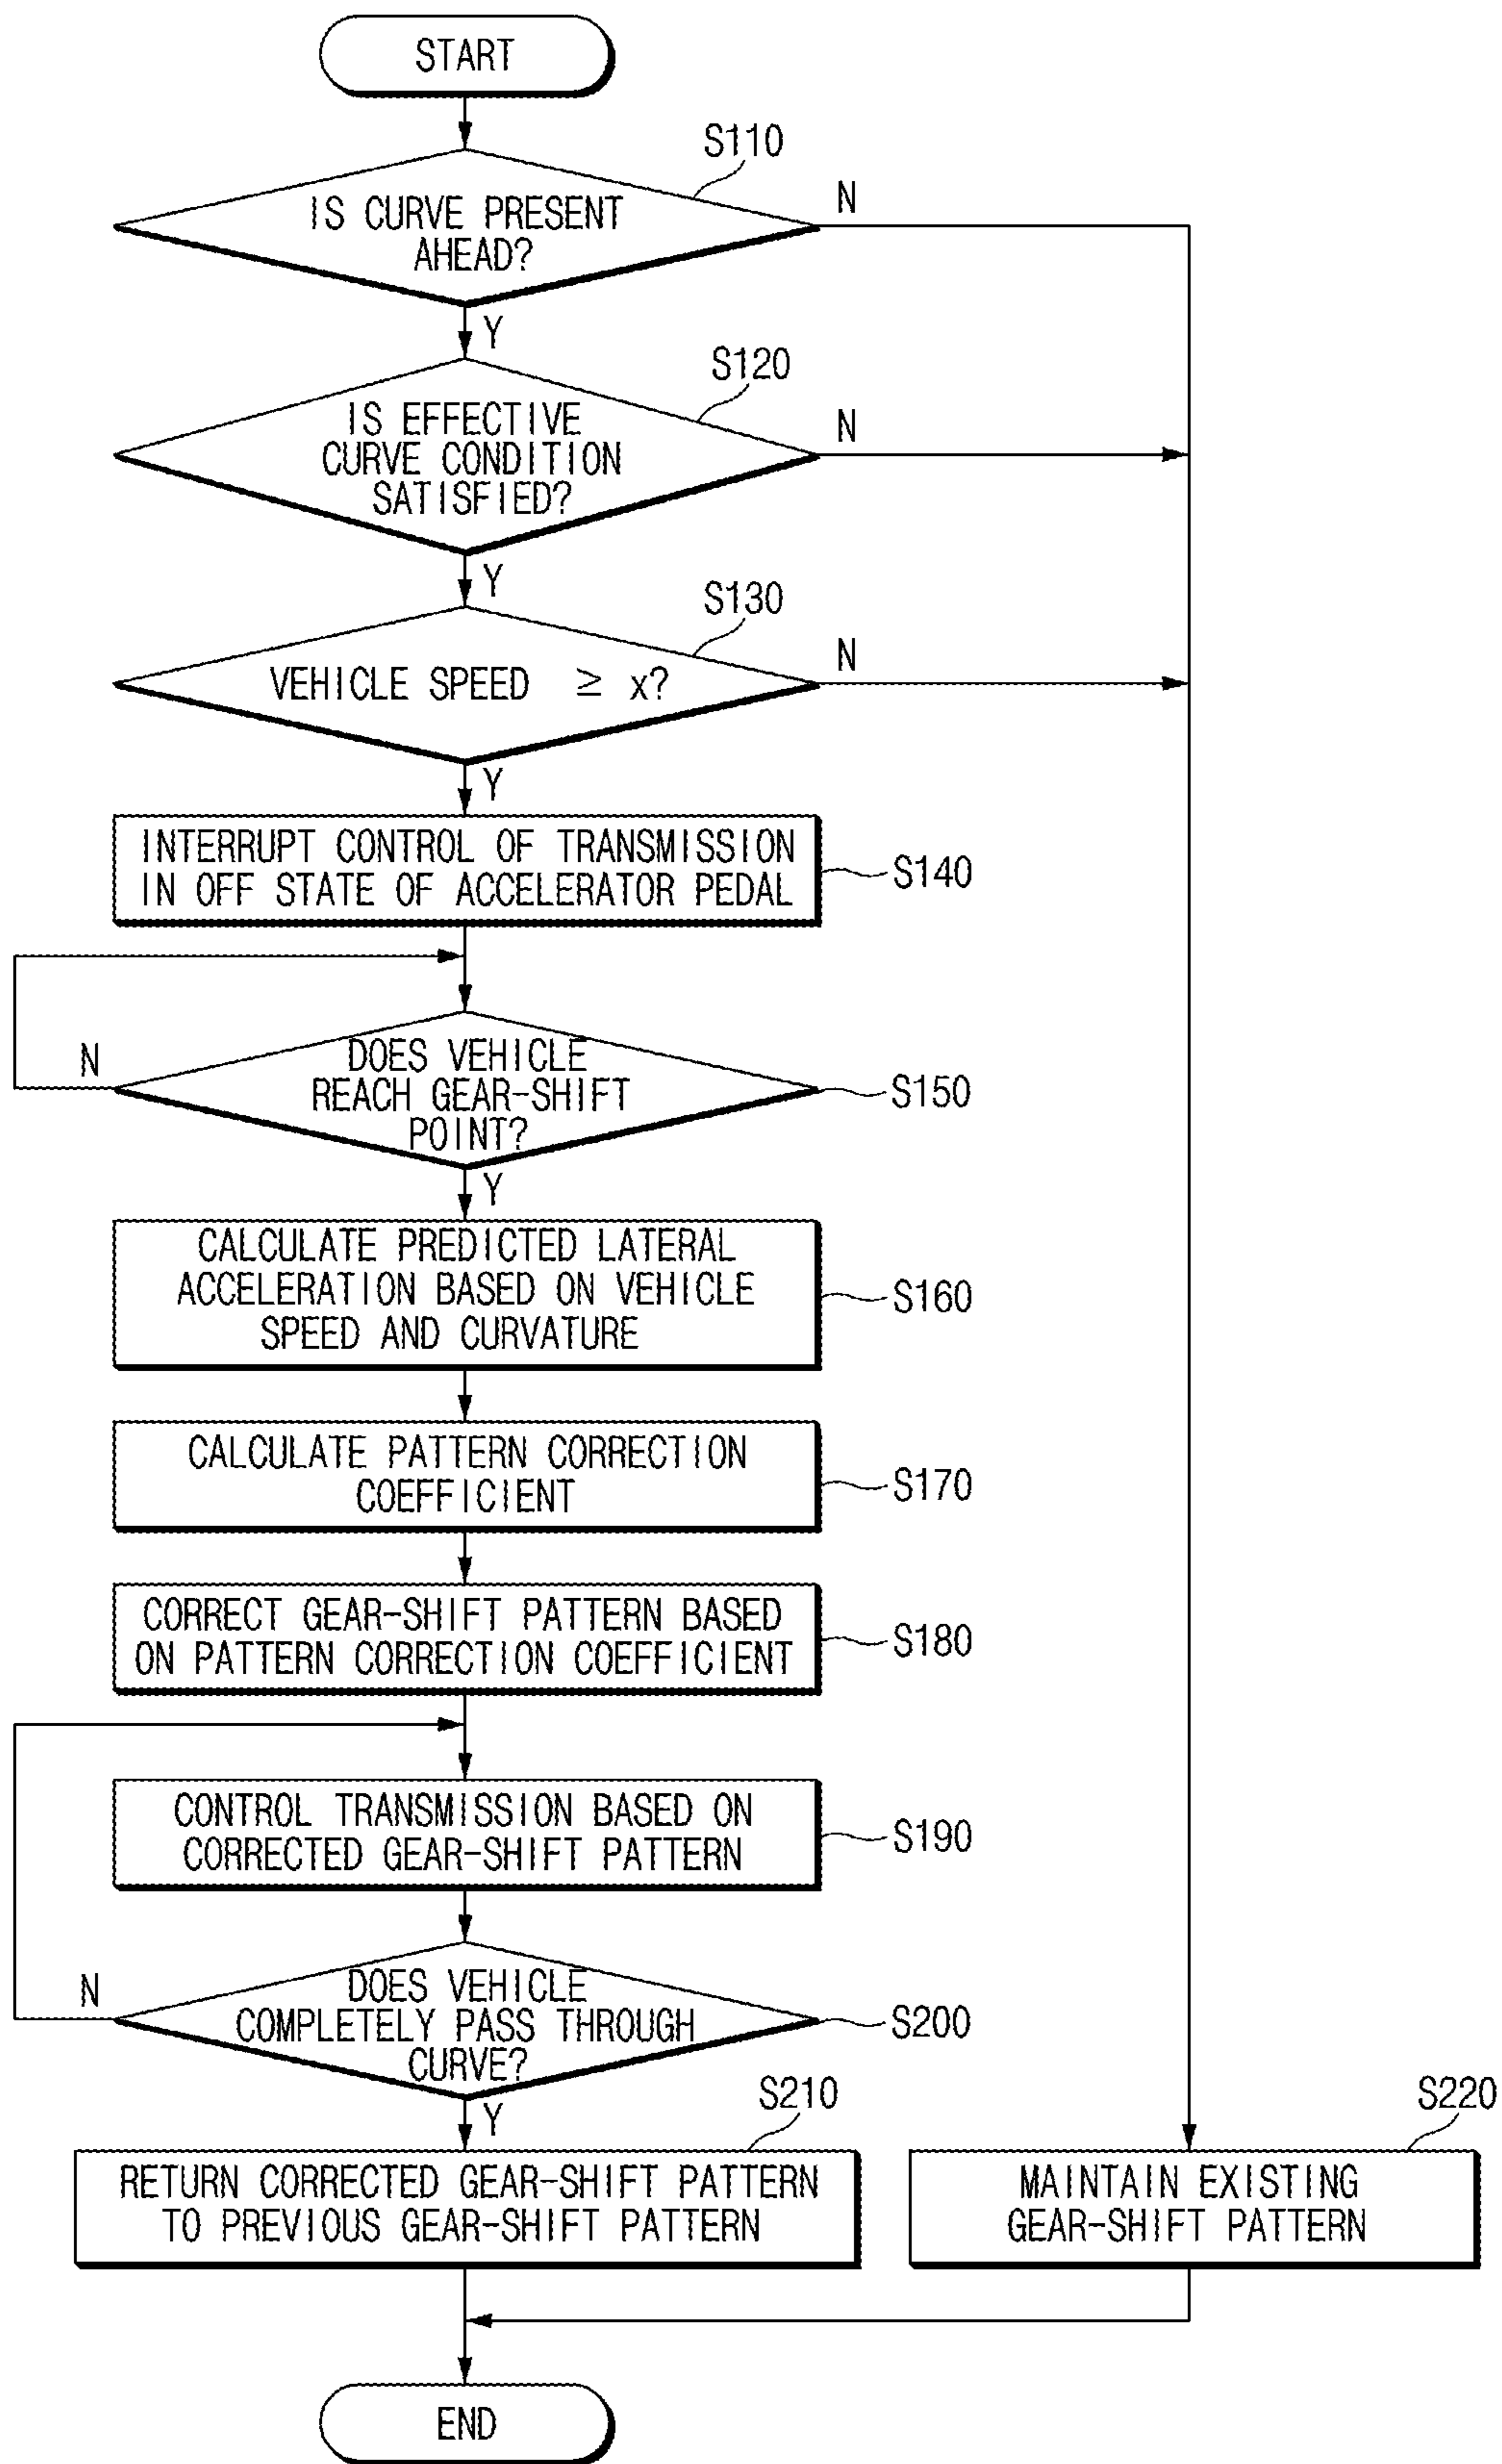 START
S110
IS CURVE PRESENT
AHEAD?
N
Y
S120
IS EFFECTIVE
CURVE CONDITION
SATISFIED?
N
Y
S130
VEHICLE SPEED ≥ x?
N
Y
INTERRUPT CONTROL OF TRANSMISSION
IN OFF STATE OF ACCELERATOR PEDAL
S140
DOES VEHICLE
REACH GEAR-SHIFT
POINT?
N
S150
Y
CALCULATE PREDICTED LATERAL
ACCELERATION BASED ON VEHICLE
SPEED AND CURVATURE
S160
CALCULATE PATTERN CORRECTION
COEFFICIENT
S170
CORRECT GEAR-SHIFT PATTERN BASED
ON PATTERN CORRECTION COEFFICIENT
S180
CONTROL TRANSMISSION BASED ON
CORRECTED GEAR-SHIFT PATTERN
S190
DOES VEHICLE
COMPLETELY PASS THROUGH
CURVE?
N
S200
Y
S210
RETURN CORRECTED GEAR-SHIFT PATTERN
TO PREVIOUS GEAR-SHIFT PATTERN
S220
MAINTAIN EXISTING
GEAR-SHIFT PATTERN
END